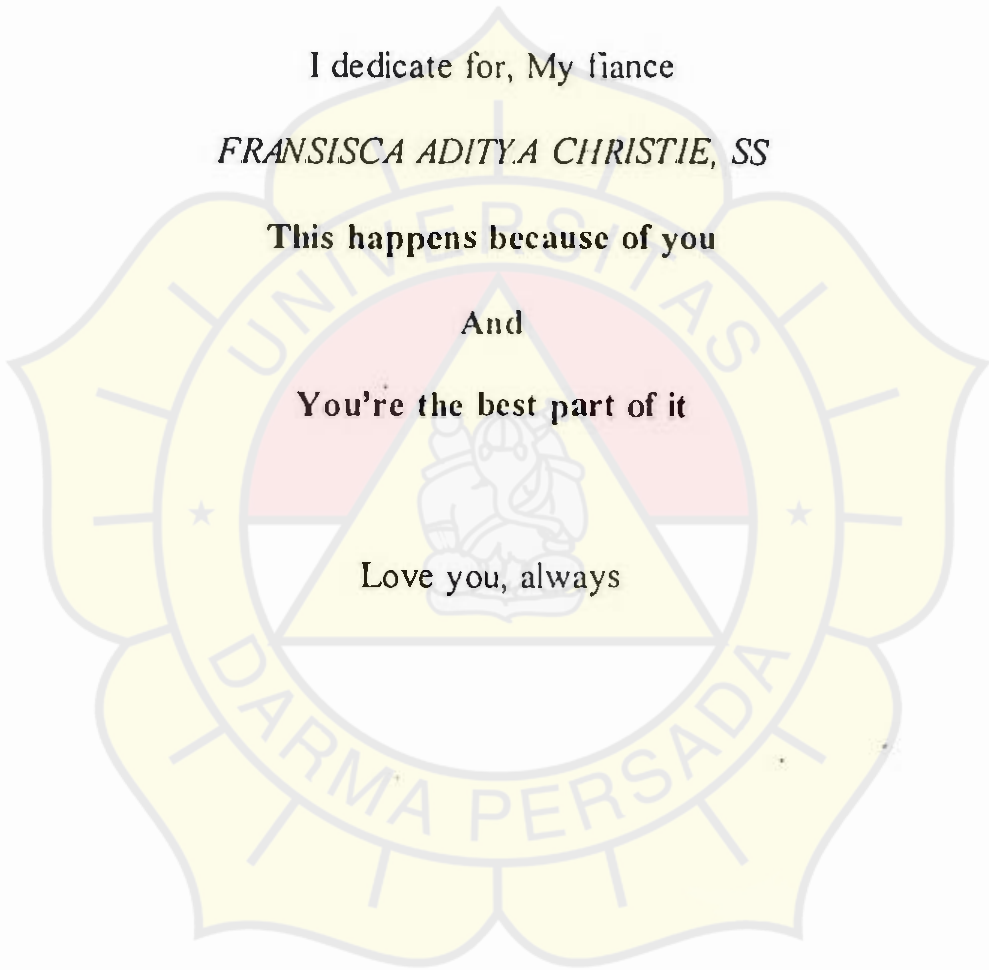 I dedicate for, My fiance
FRANSISCA ADITYA CHRISTIE, SS
This happens because of you
And
You're the best part of it
Love you, always
UNIVERSITAS
DARMA PERSADA